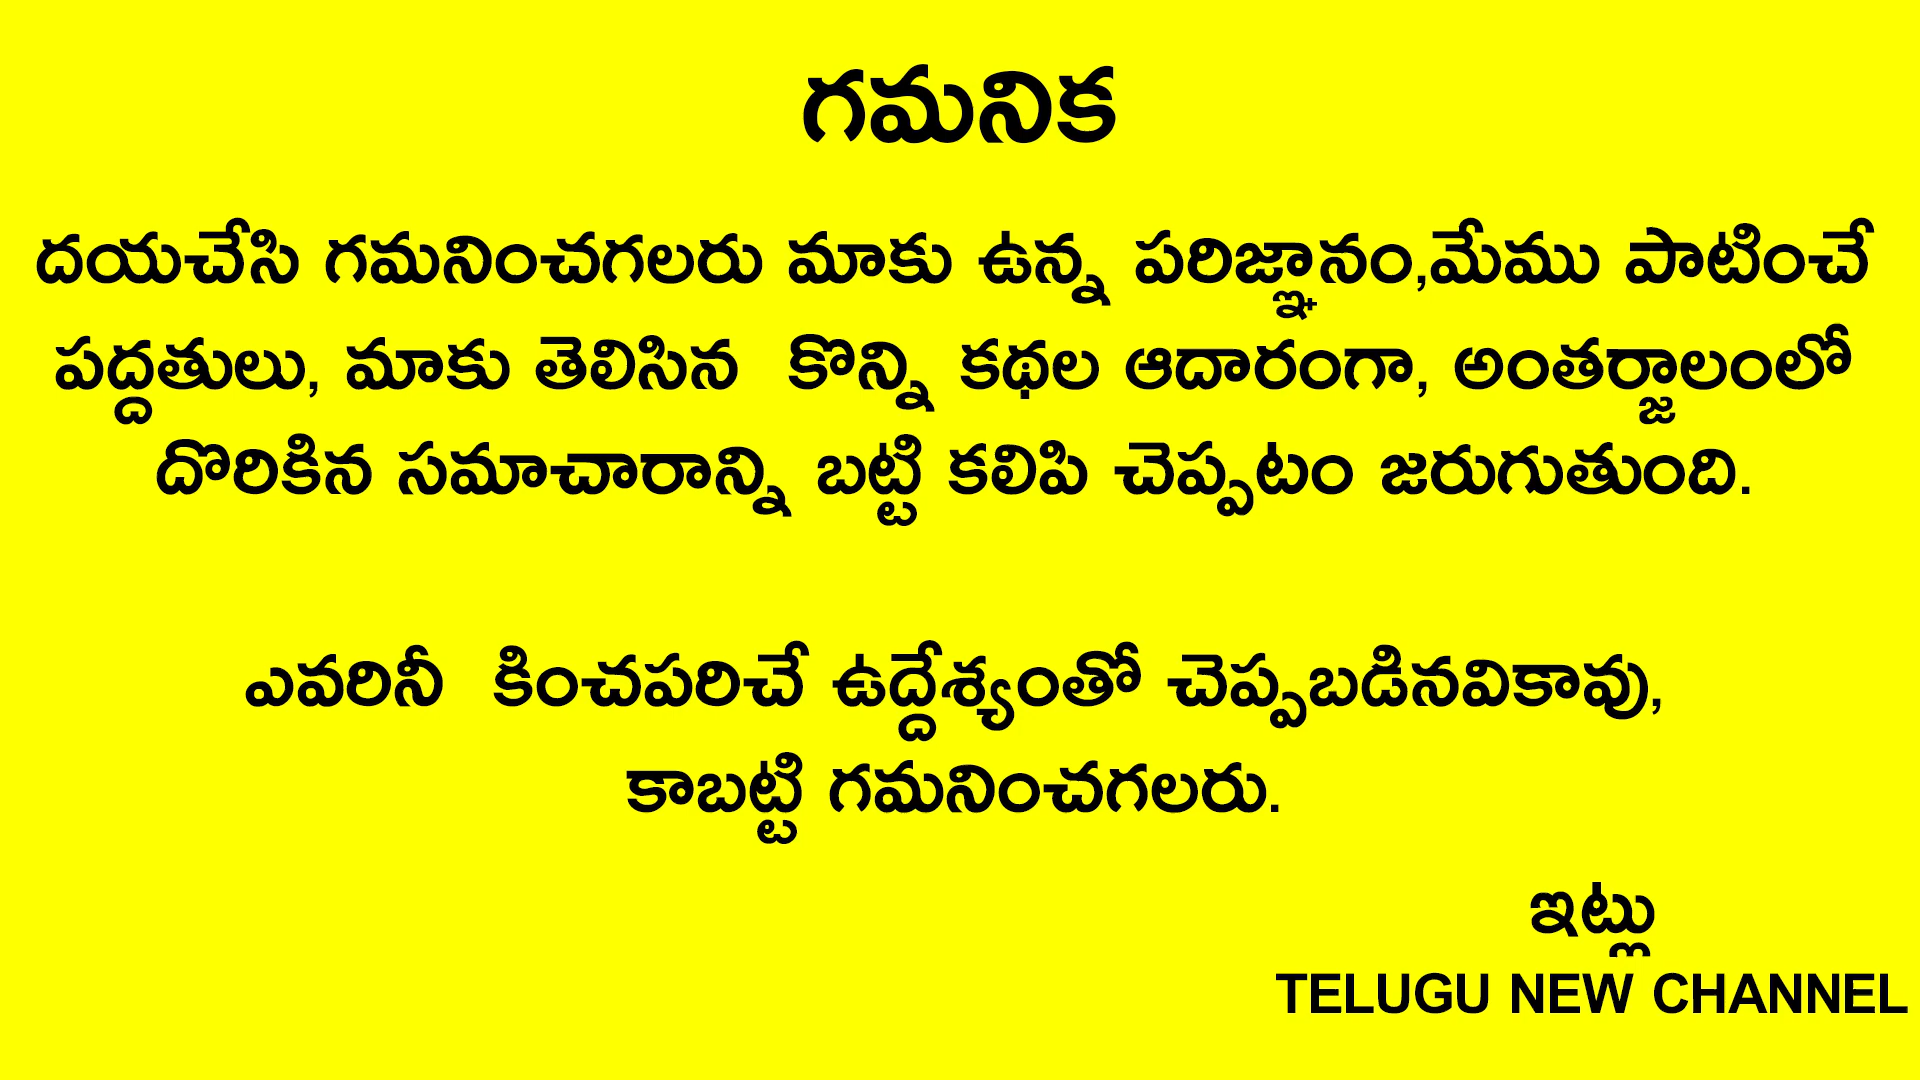 గమనిక
దయచేసి గమనించగలరు మాకు ఉన్న పరిజ్ఞానం,మేము పాటించే
పద్దతులు, మాకు తెలిసిన కొన్ని కథల ఆదారంగా, అంతర్జాలంలో
దొరికిన సమాచారాన్ని బట్టి కలిపి చెప్పటం జరుగుతుంది.
ఎవరినీ కించపరిచే ఉద్దేశ్యంతో చెప్పబడినవికావు,
కాబట్టి గమనించగలరు.
ఇట్లు
TELUGU NEW CHANNEL